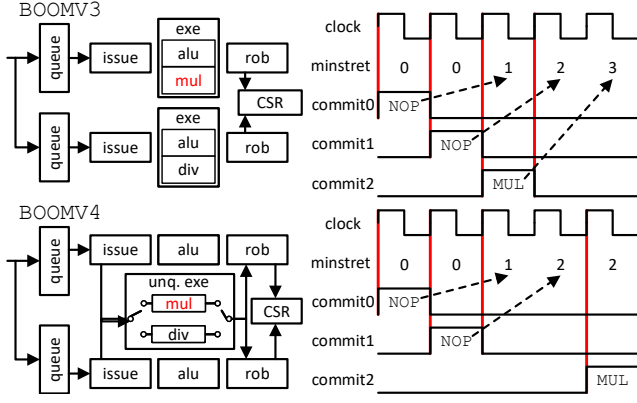 BOOMV3
queue
issue
exe
alu
mul
rob
CSR
queue
issue
exe
alu
div
rob
clock
minstret 0 0 1 2 3
commit0 NOP
commit1 NOP
commit2 MUL
BOOMV4
queue
issue
alu
rob
unq. exe
mul
div
CSR
queue
issue
alu
rob
clock
minstret 0 0 1 2 2
commit0 NOP
commit1 NOP
commit2 MUL